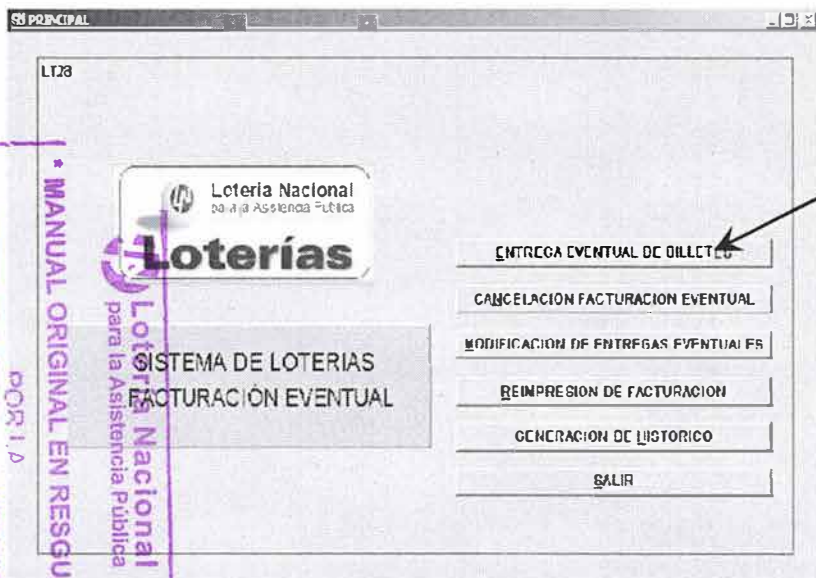 PRINCIPAL
LT28
Lotería Nacional
para la Asistencia Pública
Loterías
SISTEMA DE LOTERIAS
FACTURACIÓN EVENTUAL
ENTREGA EVENTUAL DE BILLETES
CANCELACION FACTURACION EVENTUAL
MODIFICACION DE ENTREGAS EVENTUALES
REIMPRESION DE FACTURACION
GENERACION DE HISTORICO
SALIR
* MANUAL ORIGINAL EN RESGU
Lotería Nacional
para la Asistencia Pública